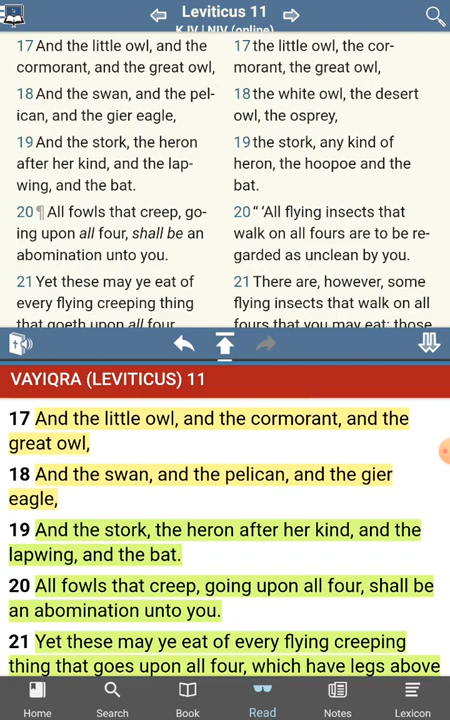 Leviticus 11
KJV | NIV (online)
17 And the little owl, and the
cormorant, and the great owl,
18 And the swan, and the pel-
ican, and the gier eagle,
19 And the stork, the heron
after her kind, and the lap-
wing, and the bat.
20 ¶ All fowls that creep, go-
ing upon all four, shall be an
abomination unto you.
21 Yet these may ye eat of
every flying creeping thing
that goeth upon all four
17 the little owl, the cor-
morant, the great owl,
18 the white owl, the desert
owl, the osprey,
19 the stork, any kind of
heron, the hoopoe and the
bat.
20 “ ‘All flying insects that
walk on all fours are to be re-
garded as unclean by you.
21 There are, however, some
flying insects that walk on all
fours that you may eat: those
VAYIQRA (LEVITICUS) 11
17 And the little owl, and the cormorant, and the
great owl,
18 And the swan, and the pelican, and the gier
eagle,
19 And the stork, the heron after her kind, and the
lapwing, and the bat.
20 All fowls that creep, going upon all four, shall be
an abomination unto you.
21 Yet these may ye eat of every flying creeping
thing that goes upon all four, which have legs above
Home Search Book Read Notes Lexicon